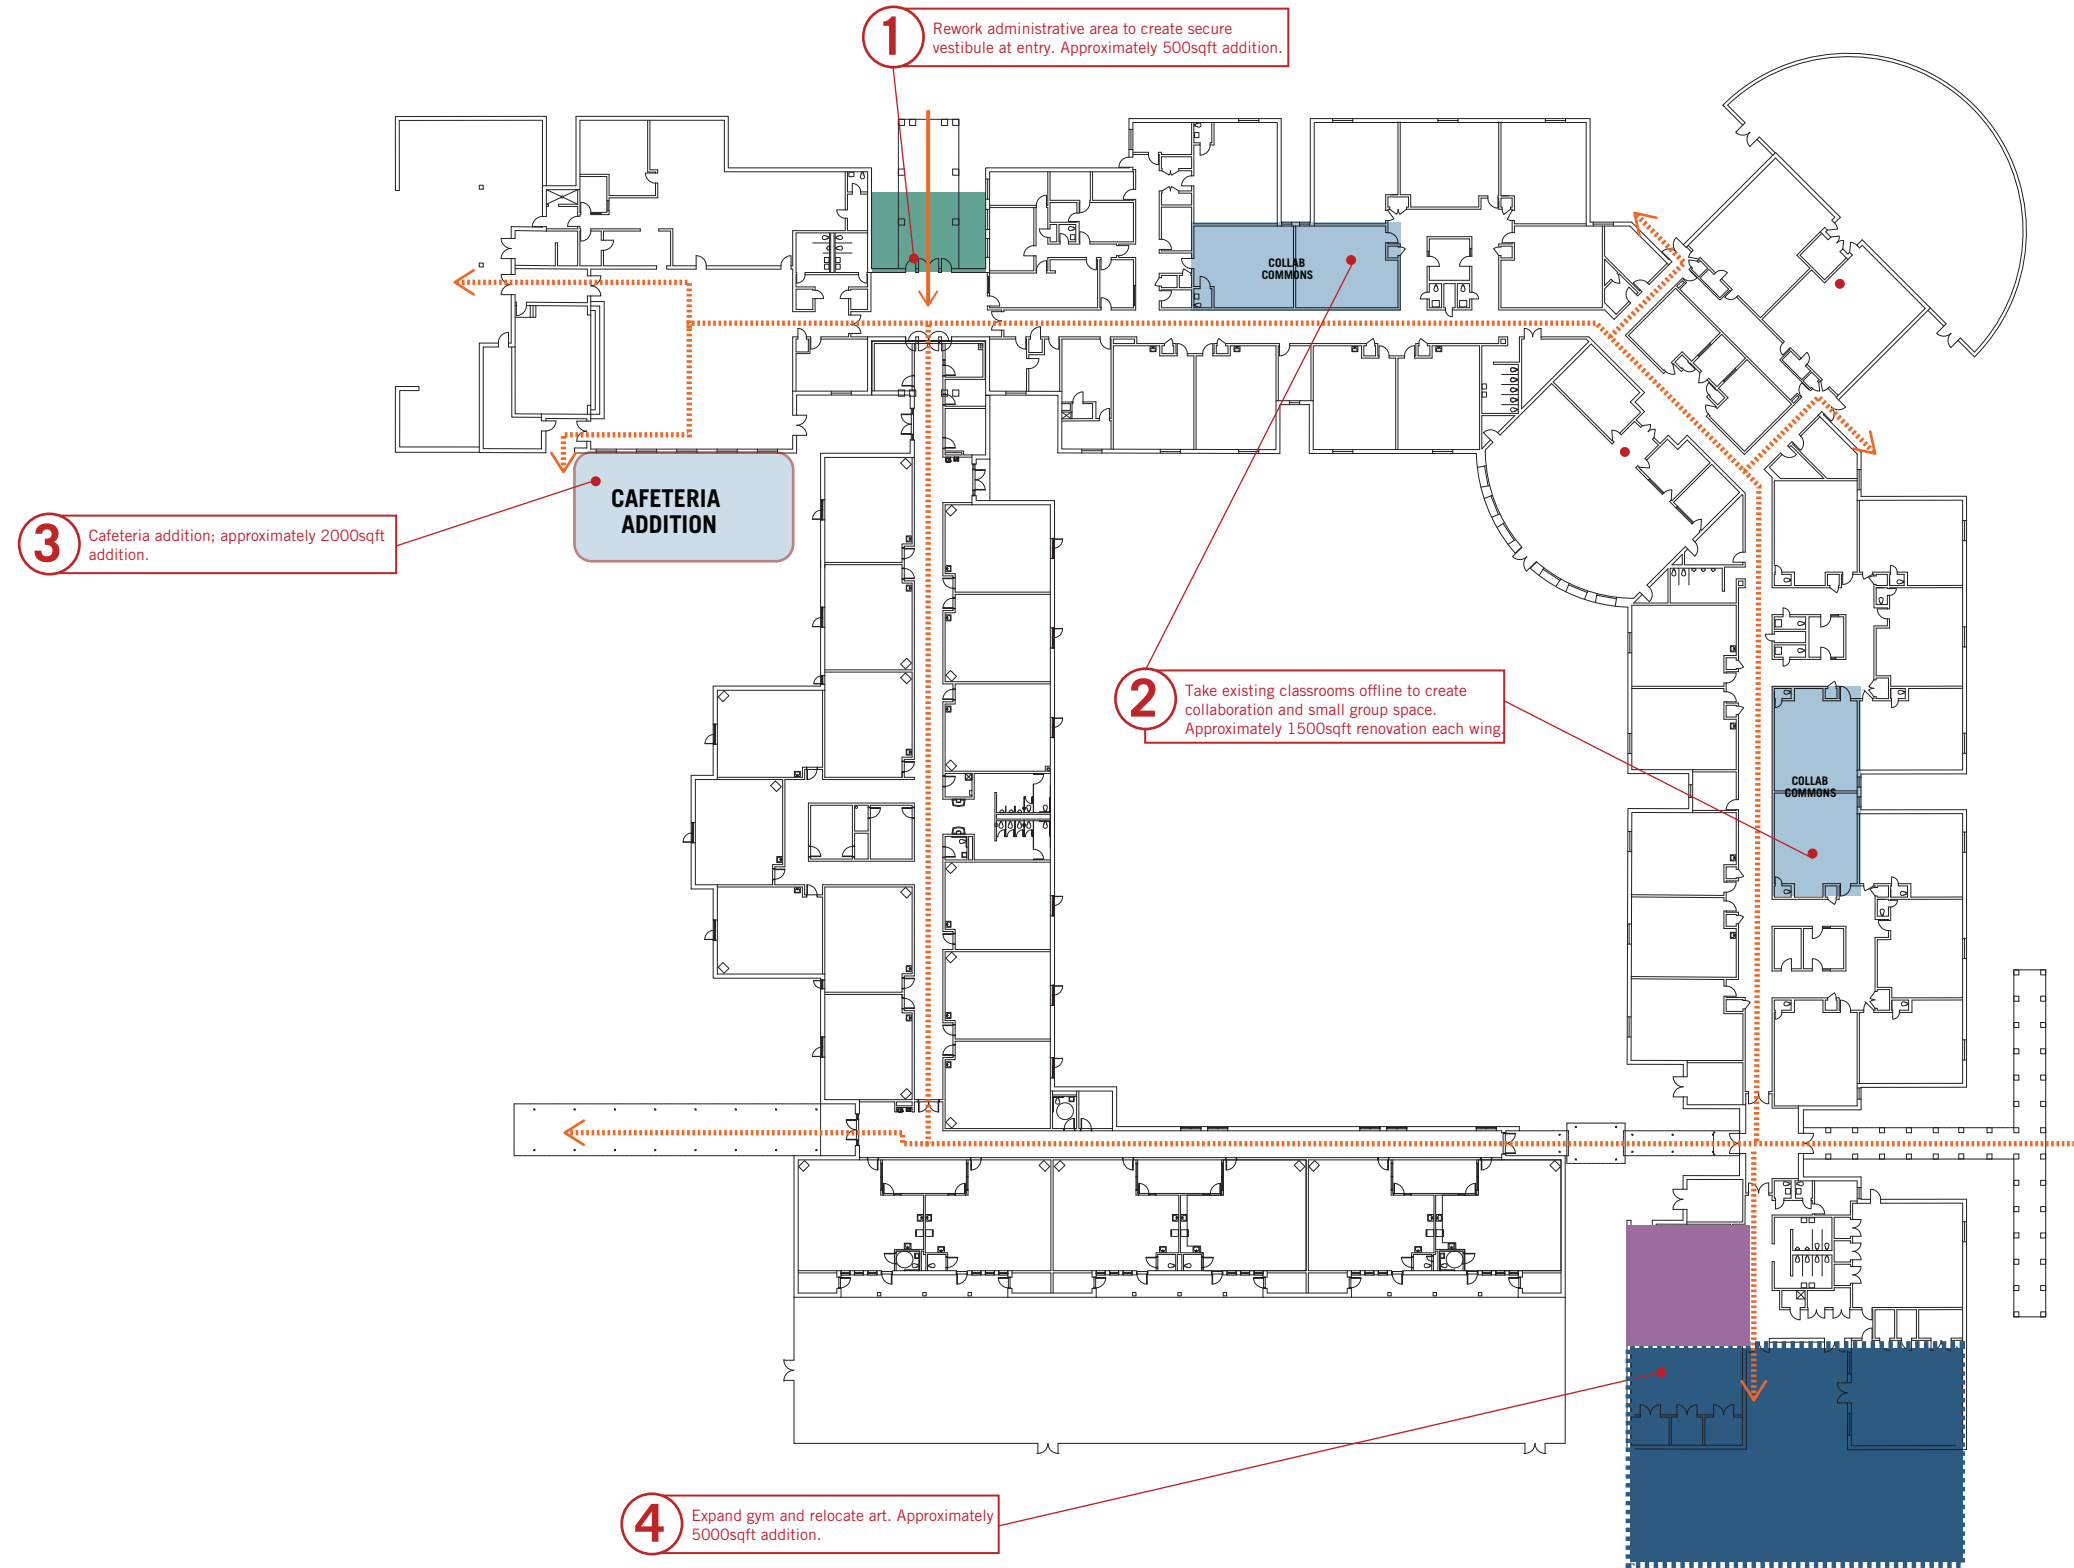 1
Rework administrative area to create secure
vestibule at entry. Approximately 500sqft addition.
COLLAB
COMMONS
CAFETERIA
ADDITION
3
Cafeteria addition; approximately 2000sqft
addition.
2
Take existing classrooms offline to create
collaboration and small group space.
Approximately 1500sqft renovation each wing.
COLLAB
COMMONS
4
Expand gym and relocate art. Approximately
5000sqft addition.